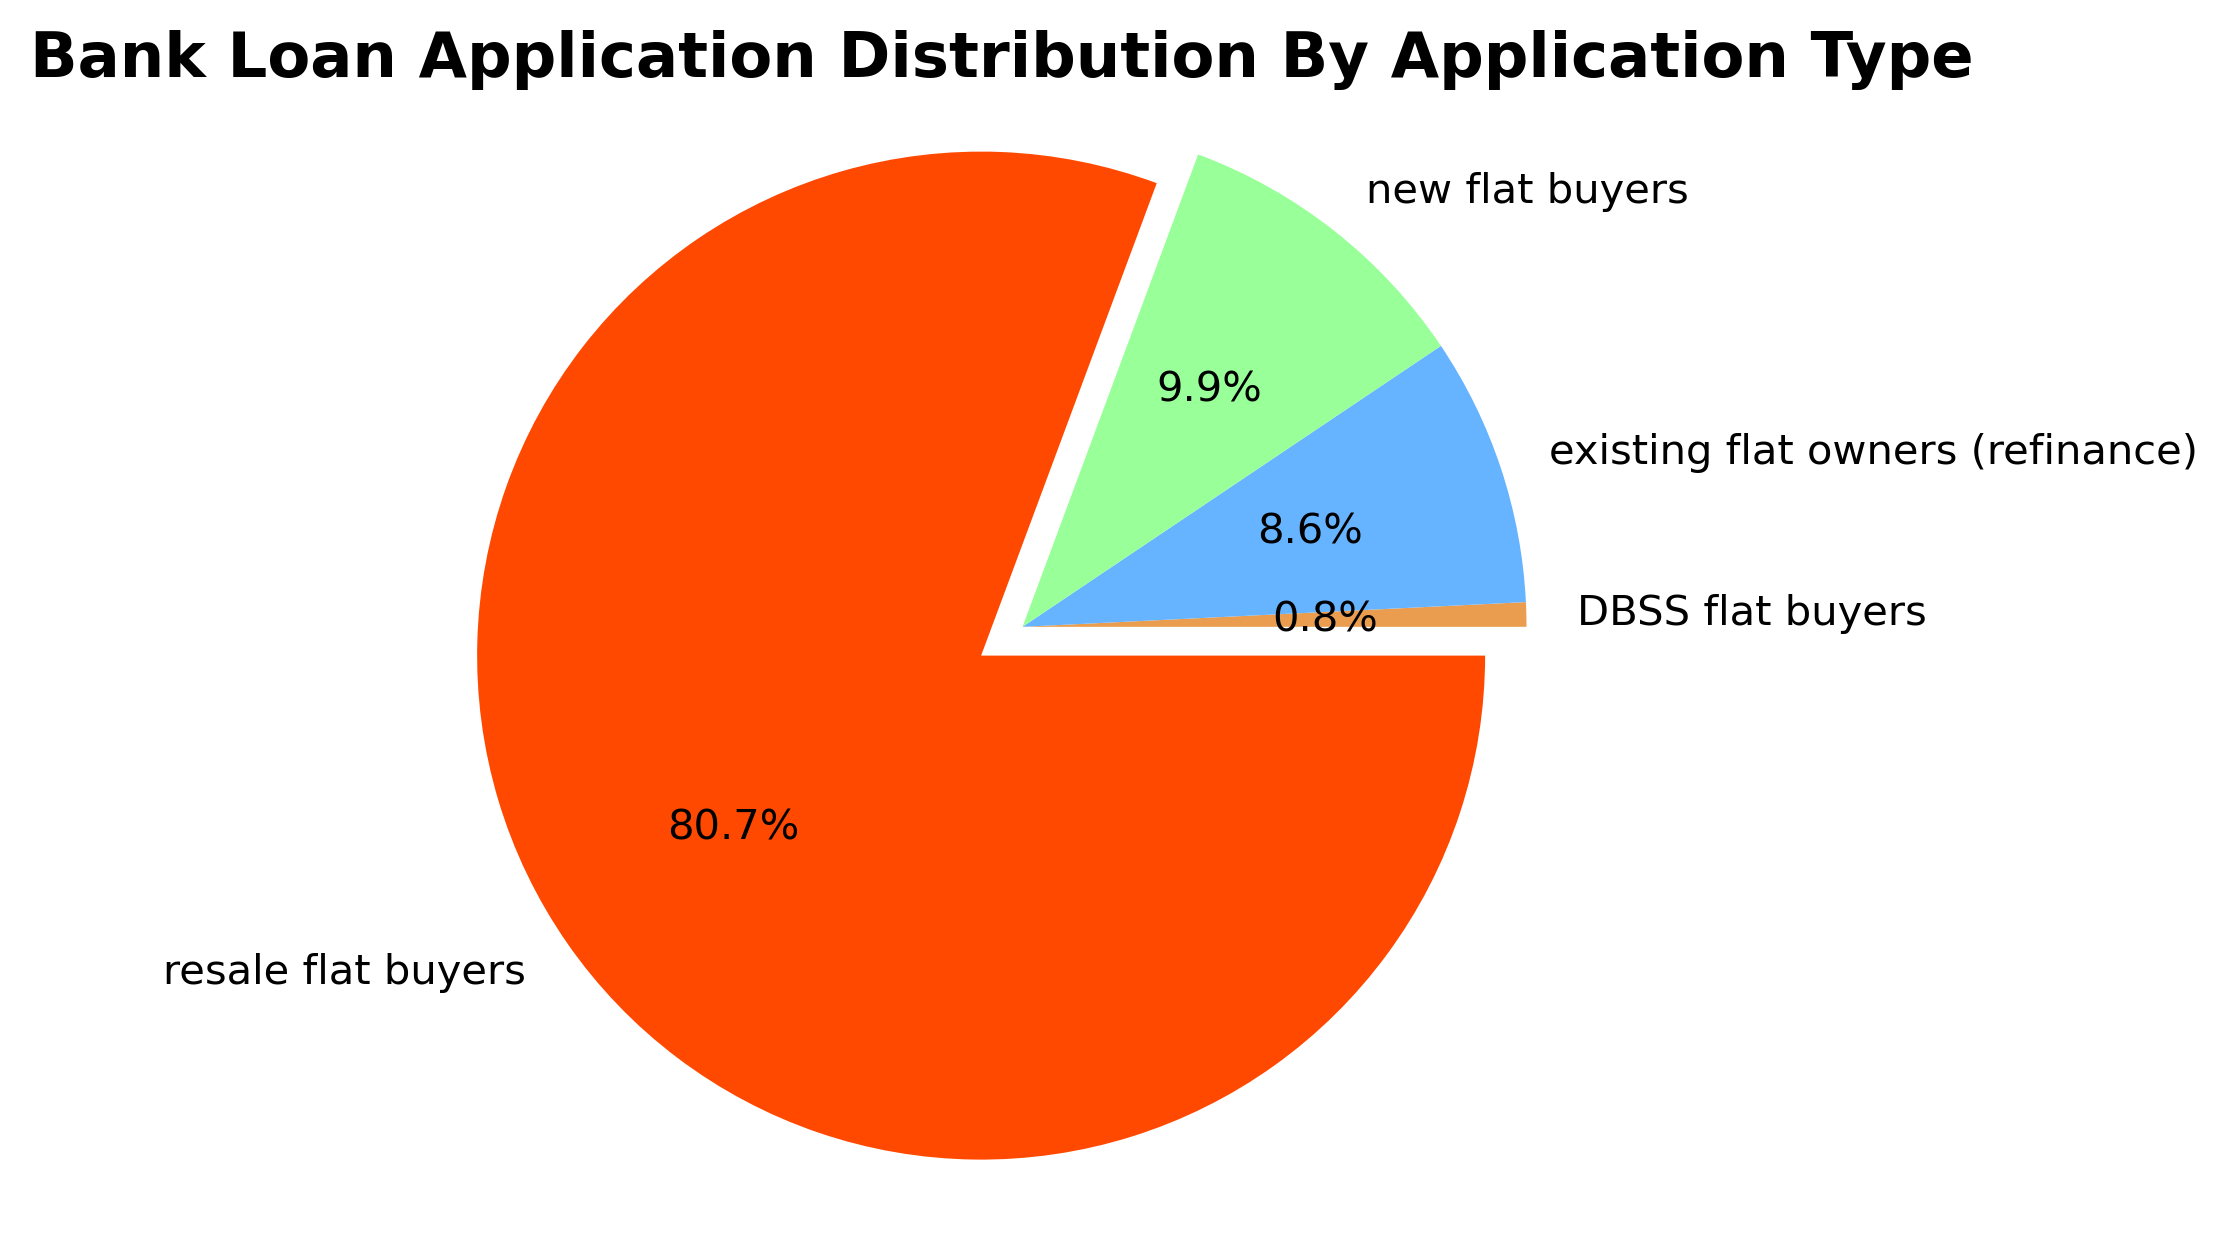 Bank Loan Application Distribution By Application Type
new flat buyers
9.9%
existing flat owners (refinance)
8.6%
DBSS flat buyers
0.8%
80.7%
resale flat buyers